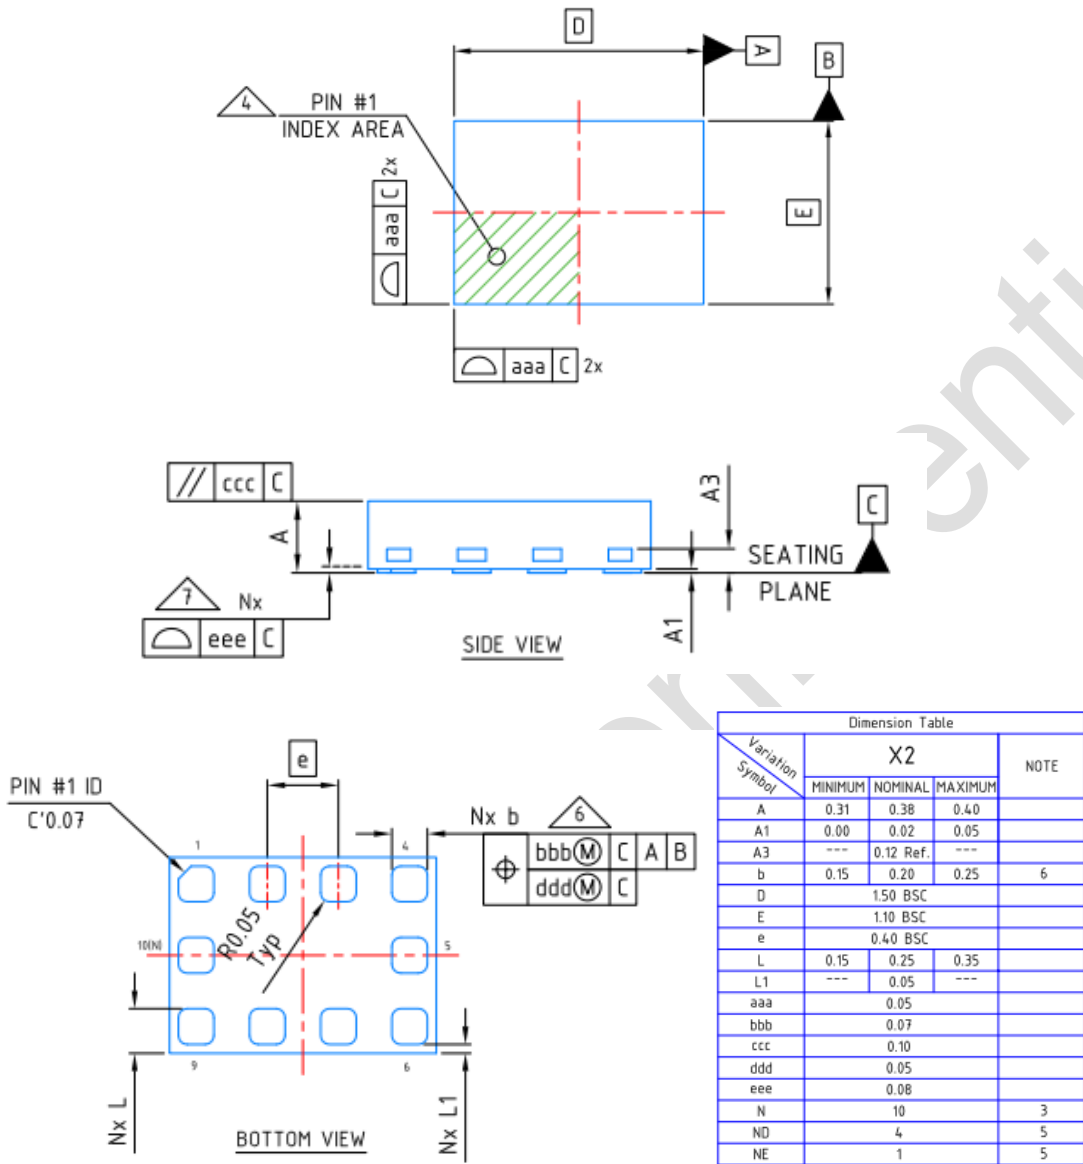 D
A
B
4
PIN #1
INDEX AREA
aaa C 2x
E
aaa C 2x
// ccc C
A
A3
C
SEATING
PLANE
7
Nx
eee C
A1
SIDE VIEW
e
PIN #1 ID
C'0.07
Nx b
6
bbbⓂ C A B
dddⓂ C
1
4
R0.05
Typ
10(N)
5
9
6
Nx L
Nx L1
BOTTOM VIEW
Dimension Table
Variation
Symbol
X2
NOTE
MINIMUM NOMINAL MAXIMUM
A 0.31 0.38 0.40
A1 0.00 0.02 0.05
A3 --- 0.12 Ref. ---
b 0.15 0.20 0.25 6
D 1.50 BSC
E 1.10 BSC
e 0.40 BSC
L 0.15 0.25 0.35
L1 --- 0.05 ---
aaa 0.05
bbb 0.07
ccc 0.10
ddd 0.05
eee 0.08
N 10 3
ND 4 5
NE 1 5